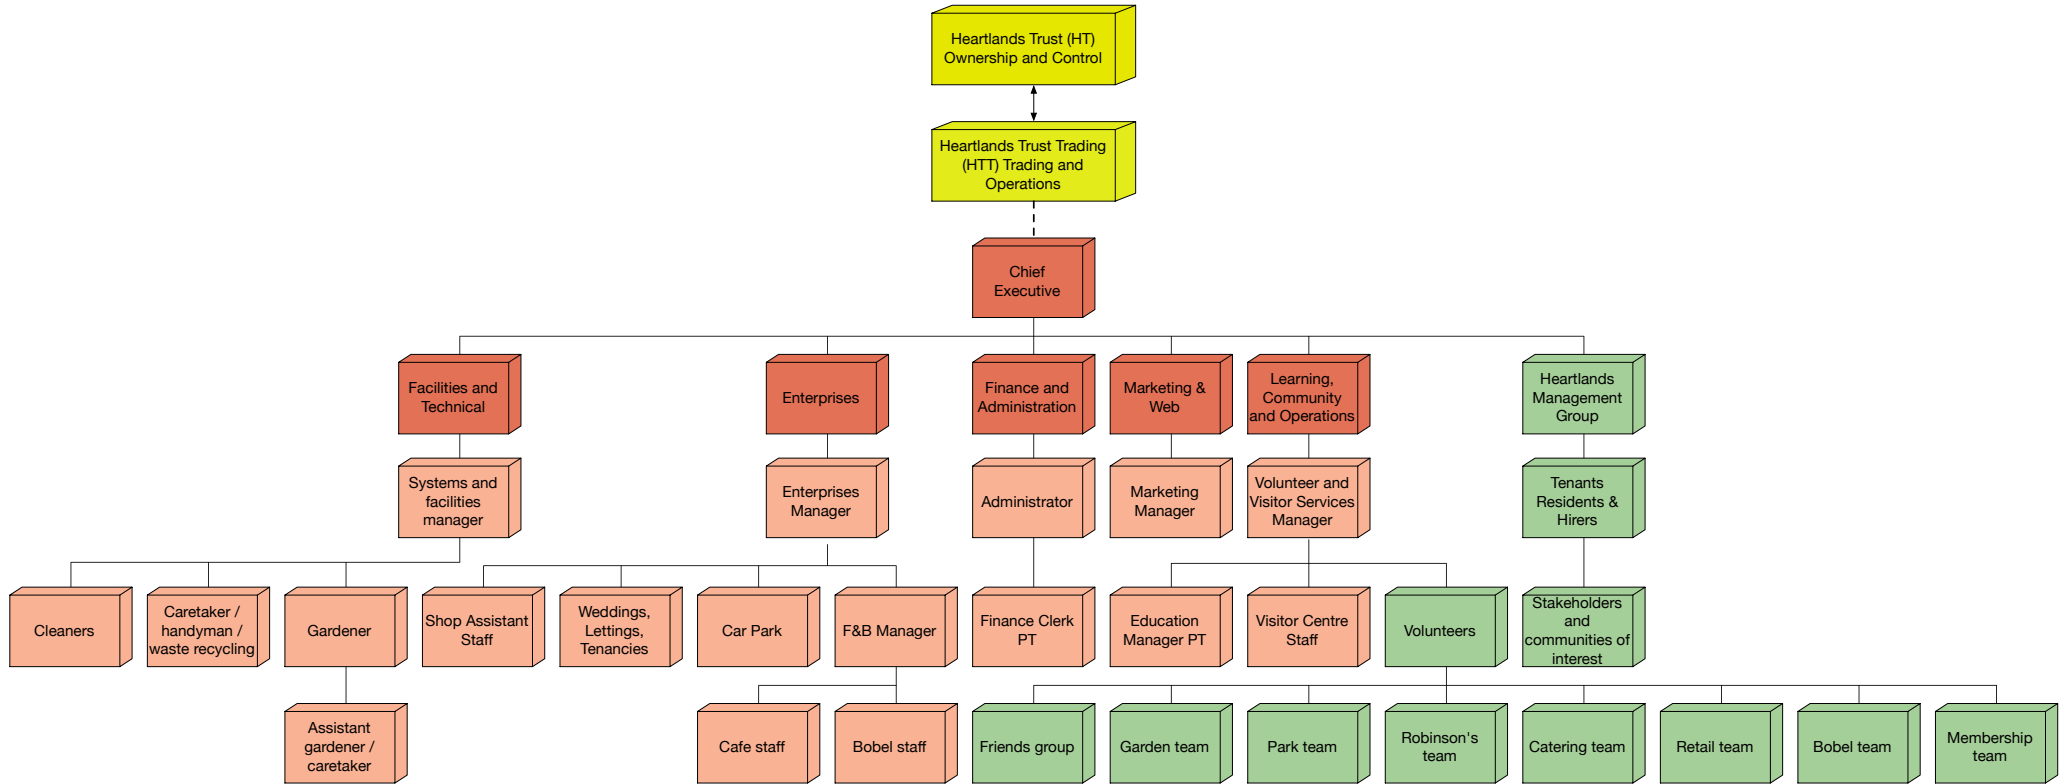 Heartlands Trust (HT)
Ownership and Control
Heartlands Trust Trading
(HTT) Trading and
Operations
Chief
Executive
Facilities and
Technical
Enterprises
Finance and
Administration
Marketing &
Web
Learning,
Community
and Operations
Heartlands
Management
Group
Systems and
facilities
manager
Enterprises
Manager
Administrator
Marketing
Manager
Volunteer and
Visitor Services
Manager
Tenants
Residents &
Hirers
Cleaners
Caretaker /
handyman /
waste recycling
Gardener
Shop Assistant
Staff
Weddings,
Lettings,
Tenancies
Car Park
F&B Manager
Finance Clerk
PT
Education
Manager PT
Visitor Centre
Staff
Volunteers
Stakeholders
and
communities of
interest
Assistant
gardener /
caretaker
Cafe staff
Bobel staff
Friends group
Garden team
Park team
Robinson's
team
Catering team
Retail team
Bobel team
Membership
team